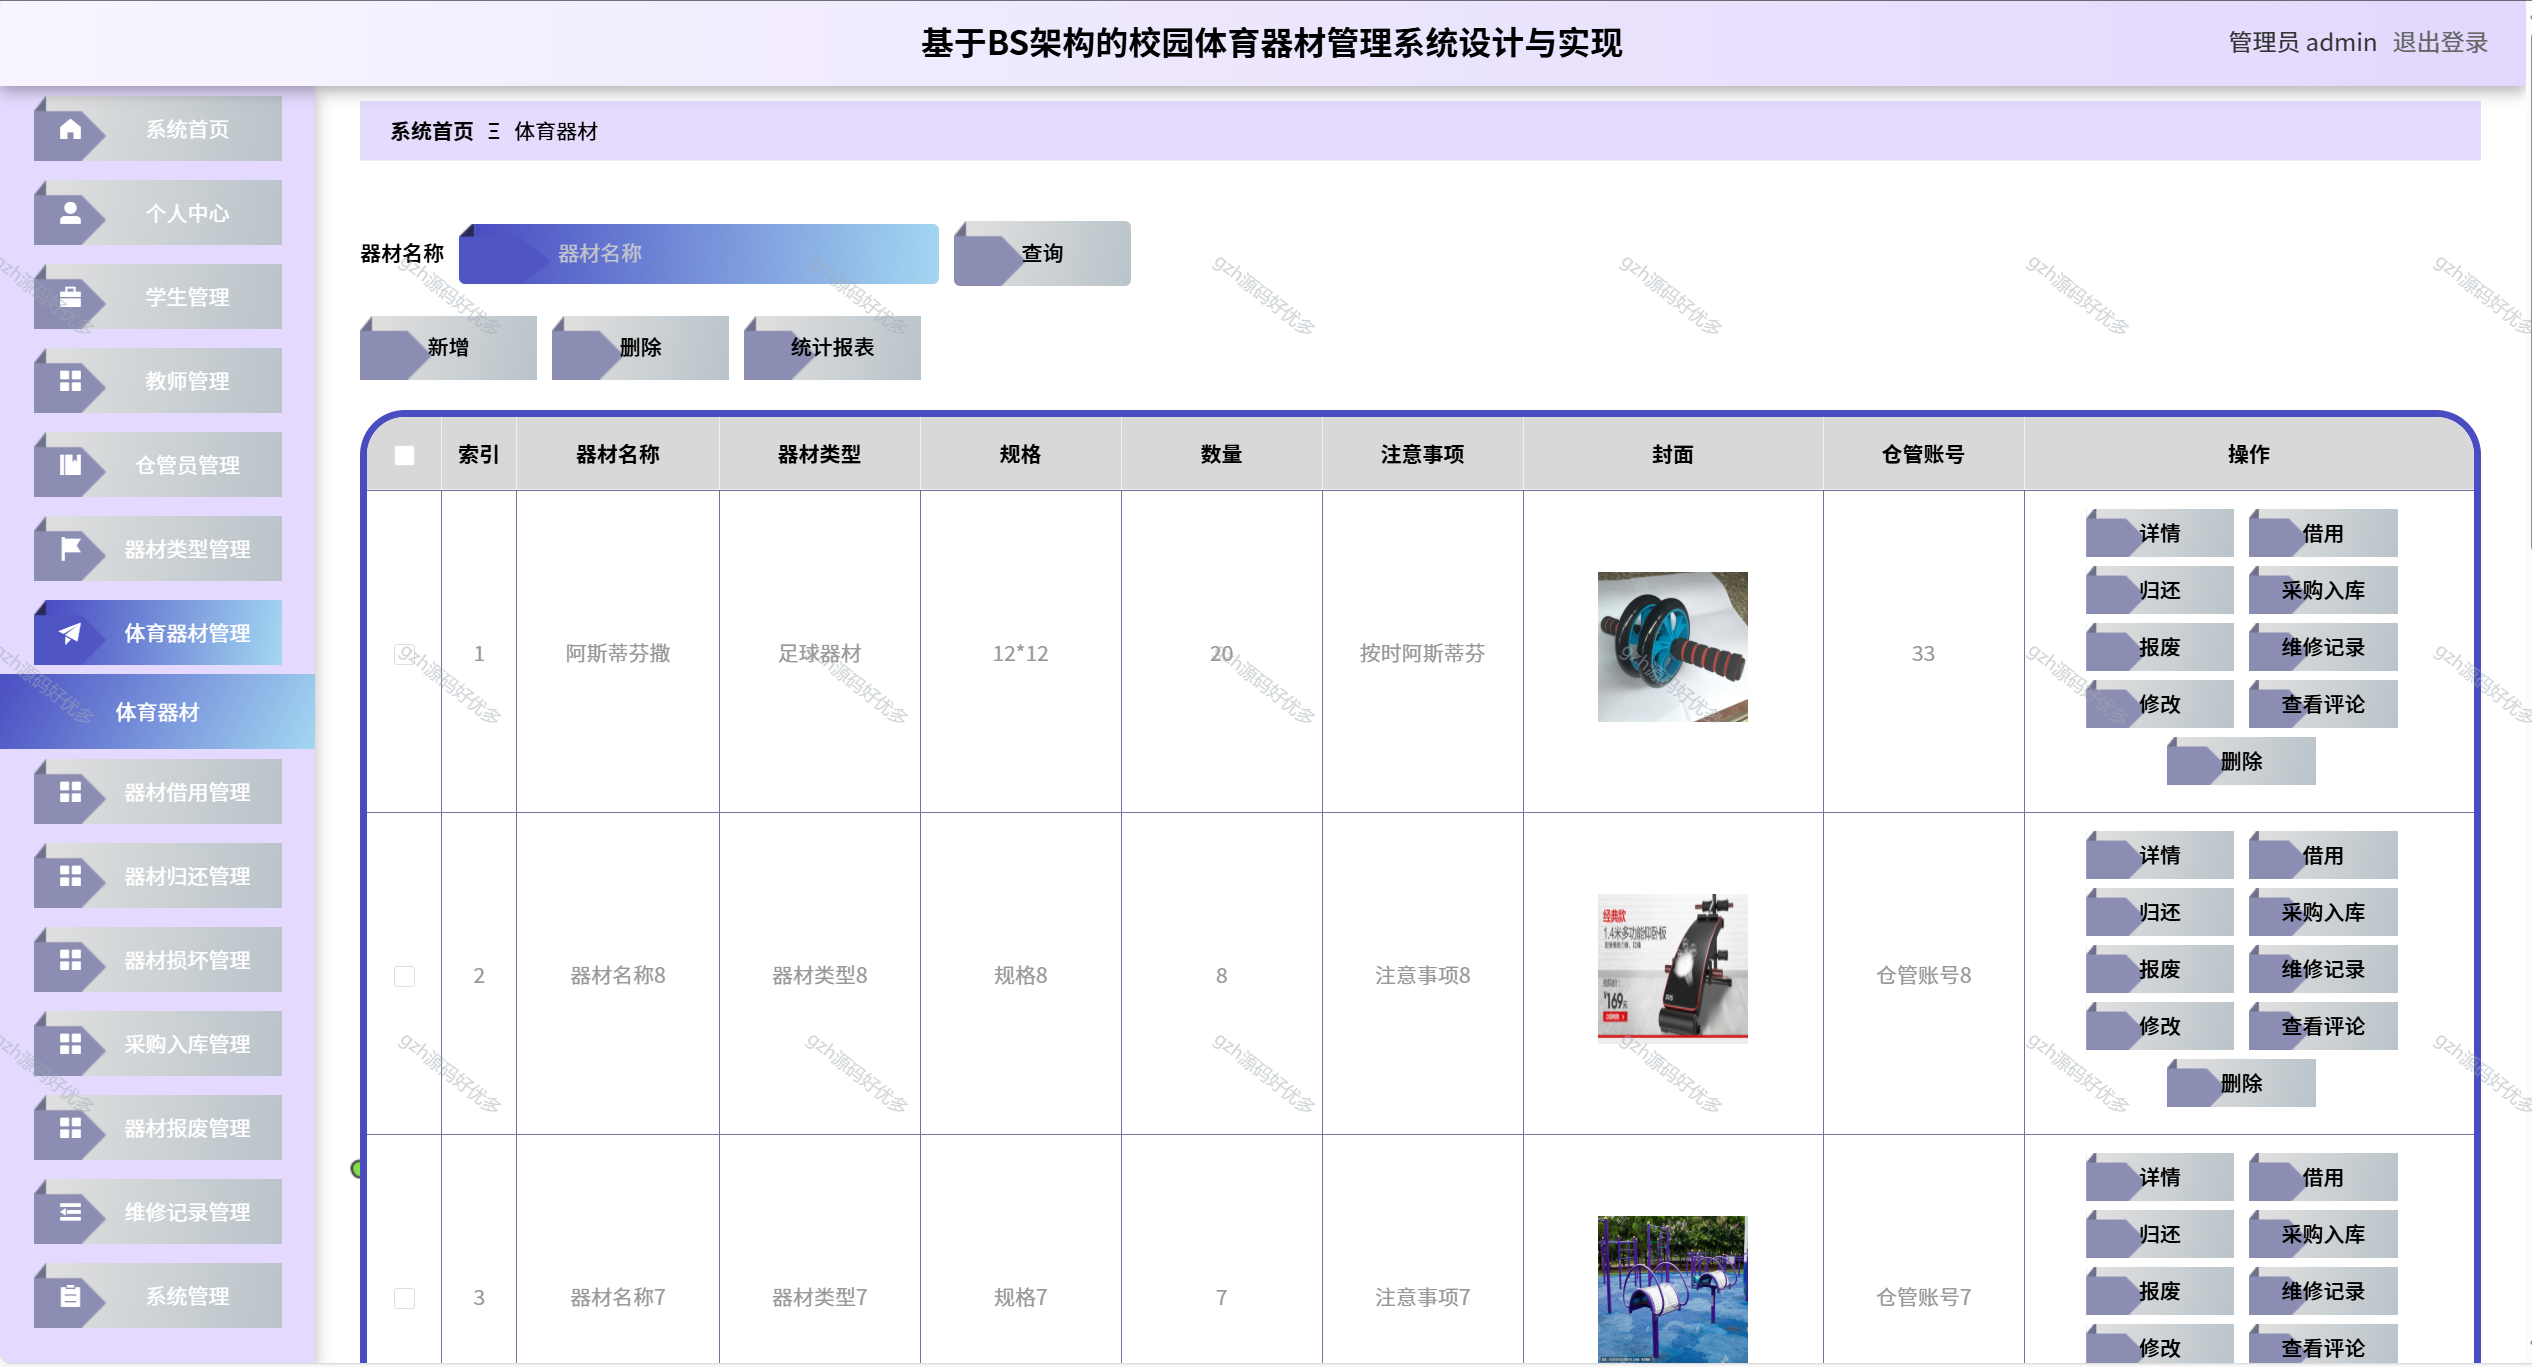 基于BS架构的校园体育器材管理系统设计与实现
管理员 admin 退出登录
系统首页
个人中心
学生管理
教师管理
仓管员管理
器材类型管理
体育器材管理
体育器材
器材借用管理
器材归还管理
器材损坏管理
采购入库管理
器材报废管理
维修记录管理
系统管理
系统首页 Ξ 体育器材
器材名称 器材名称 查询
新增 删除 统计报表
索引 器材名称 器材类型 规格 数量 注意事项 封面 仓管账号 操作
1 阿斯蒂芬撒 足球器材 12*12 20 按时阿斯蒂芬 33
详情 借用
归还 采购入库
报废 维修记录
修改 查看评论
删除
2 器材名称8 器材类型8 规格8 8 注意事项8 仓管账号8
经典款
1.4米多功能仰卧板
¥169元
详情 借用
归还 采购入库
报废 维修记录
修改 查看评论
删除
3 器材名称7 器材类型7 规格7 7 注意事项7 仓管账号7
详情 借用
归还 采购入库
报废 维修记录
修改 查看评论
gzh源码好优多